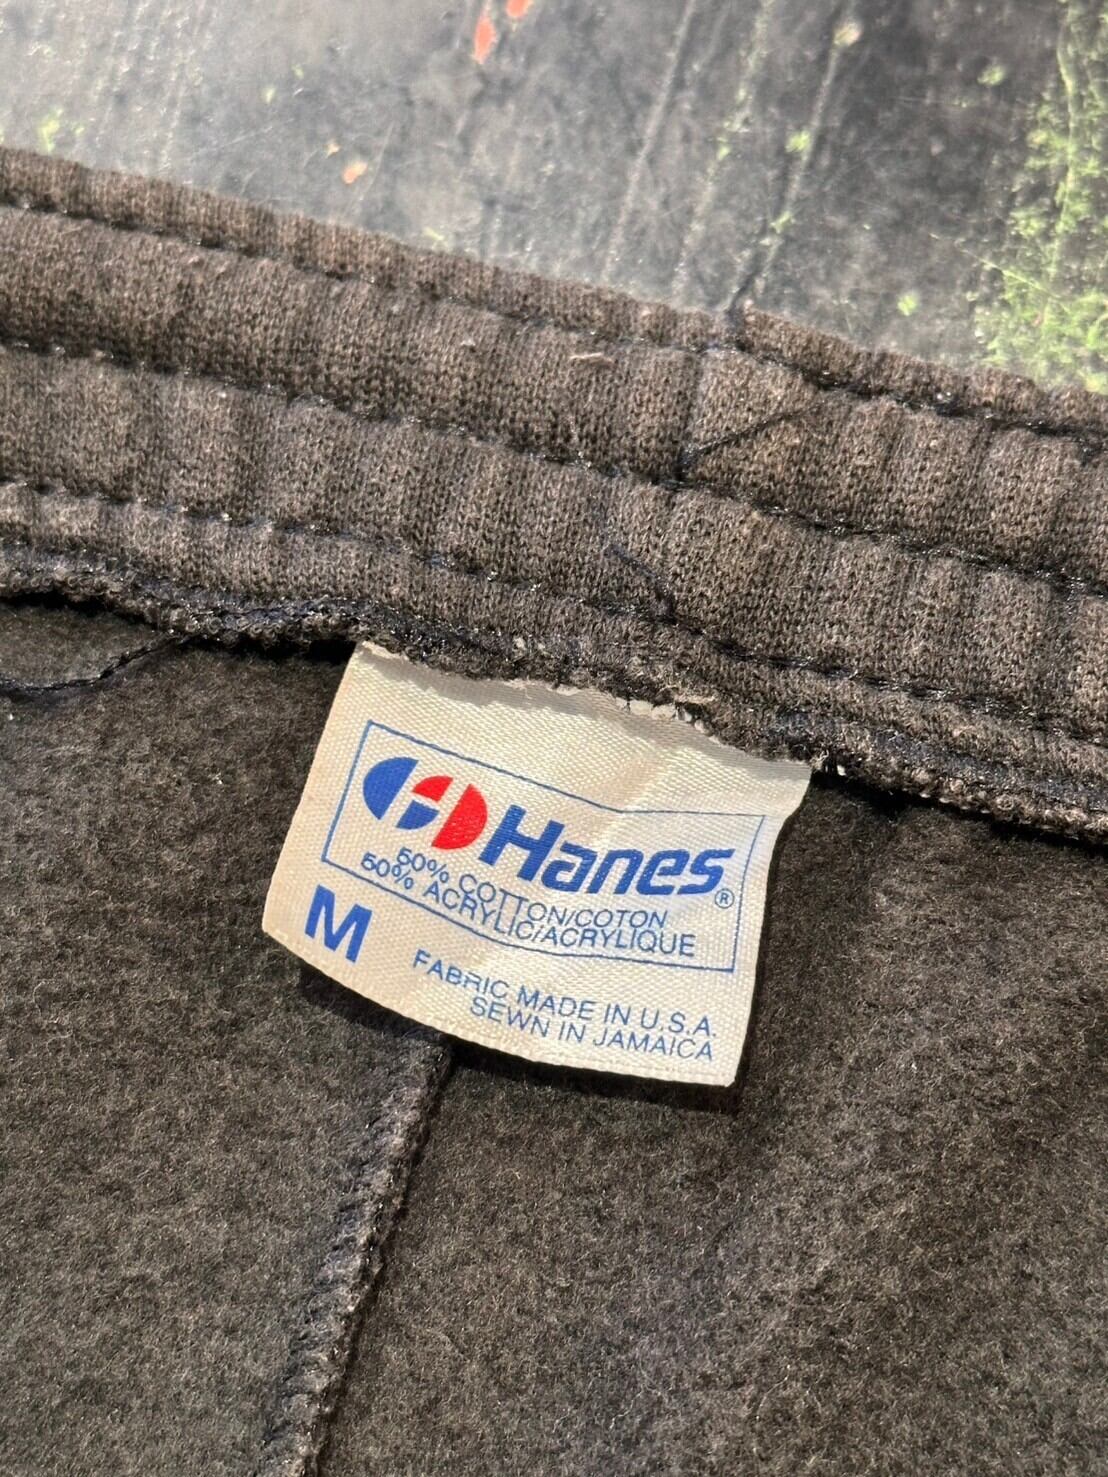 Hanes®
50% COTTON/COTON
50% ACRYLIC/ACRYLIQUE
M
FABRIC MADE IN U.S.A.
SEWN IN JAMAICA